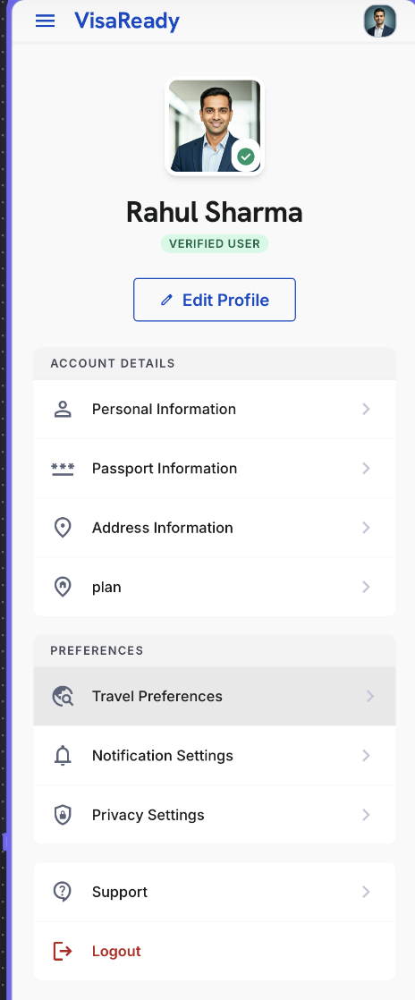 VisaReady
Rahul Sharma
VERIFIED USER
Edit Profile
ACCOUNT DETAILS
Personal Information
Passport Information
Address Information
plan
PREFERENCES
Travel Preferences
Notification Settings
Privacy Settings
Support
Logout